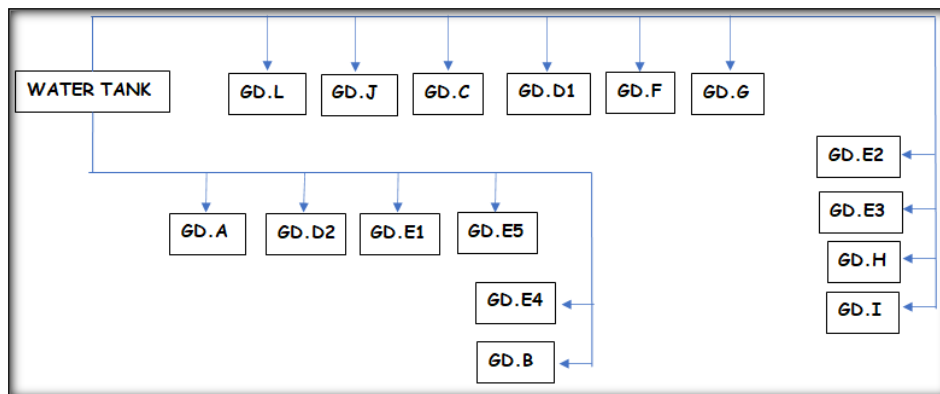 WATER TANK
GD.L
GD.J
GD.C
GD.D1
GD.F
GD.G
GD.E2
GD.E3
GD.H
GD.I
GD.A
GD.D2
GD.E1
GD.E5
GD.E4
GD.B